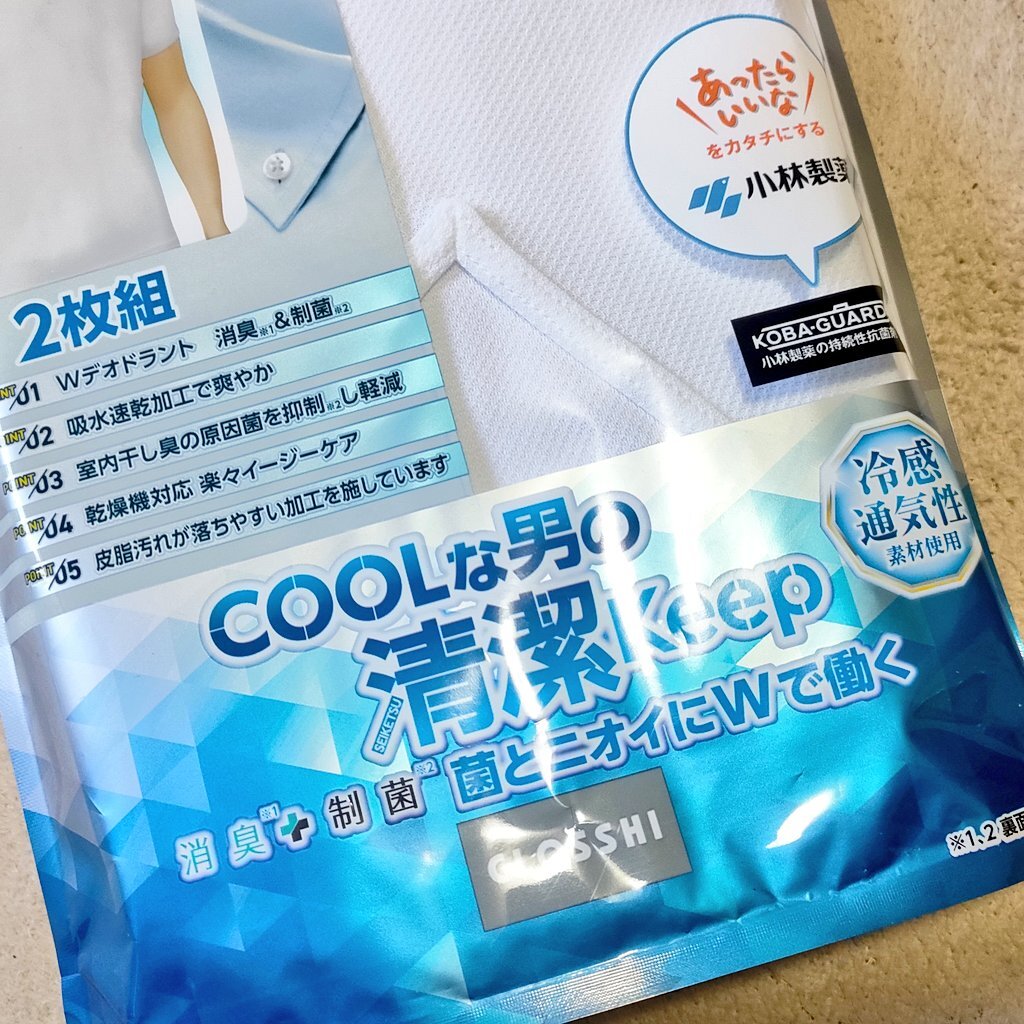 あったら
いいな
をカタチにする
小林製薬
KOBA-GUARD
小林製薬の持続性抗菌剤
2枚組
POINT/01 Wデオドラント 消臭※1&制菌※2
POINT/02 吸水速乾加工で爽やか
POINT/03 室内干し臭の原因菌を抑制※2し軽減
POINT/04 乾燥機対応 楽々イージーケア
POINT/05 皮脂汚れが落ちやすい加工を施しています
冷感
通気性
素材使用
COOLな男の
清潔Keep
SEIKETSU
消臭※1+制菌※2 菌とニオイにWで働く
GLOSSHI
※1、2 裏面